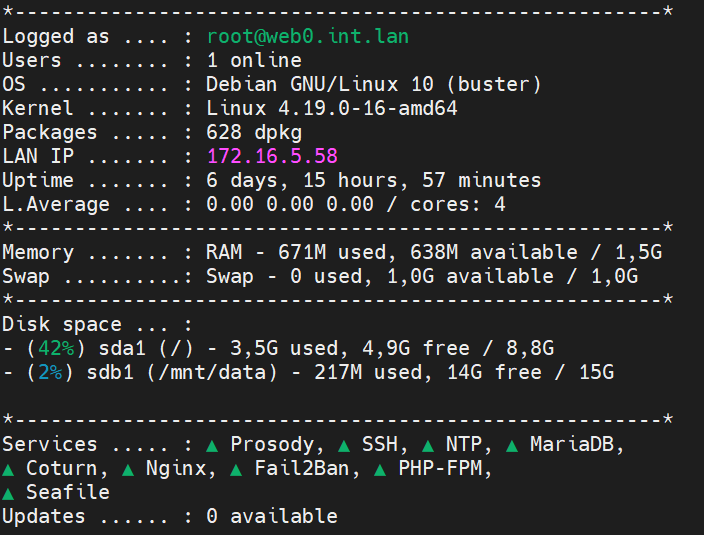 *------------------------------------------------------*
Logged as .... : root@web0.int.lan
Users ........ : 1 online
OS ........... : Debian GNU/Linux 10 (buster)
Kernel ....... : Linux 4.19.0-16-amd64
Packages ..... : 628 dpkg
LAN IP ....... : 172.16.5.58
Uptime ....... : 6 days, 15 hours, 57 minutes
L.Average .... : 0.00 0.00 0.00 / cores: 4
*------------------------------------------------------*
Memory ....... : RAM - 671M used, 638M available / 1,5G
Swap ..........: Swap - 0 used, 1,0G available / 1,0G
*------------------------------------------------------*
Disk space ... :
- (42%) sda1 (/) - 3,5G used, 4,9G free / 8,8G
- (2%) sdb1 (/mnt/data) - 217M used, 14G free / 15G
*------------------------------------------------------*
Services ..... : ▲ Prosody, ▲ SSH, ▲ NTP, ▲ MariaDB,
▲ Coturn, ▲ Nginx, ▲ Fail2Ban, ▲ PHP-FPM,
▲ Seafile
Updates ...... : 0 available